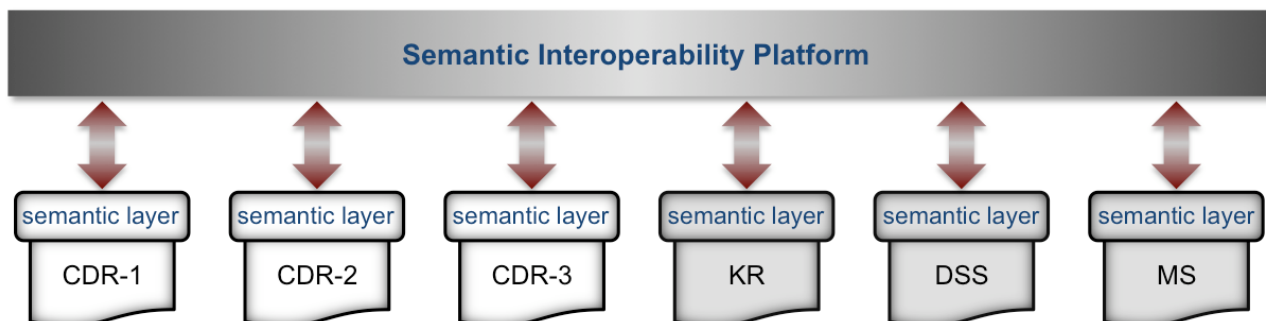 Semantic Interoperability Platform
semantic layer semantic layer semantic layer semantic layer semantic layer semantic layer
CDR-1 CDR-2 CDR-3 KR DSS MS